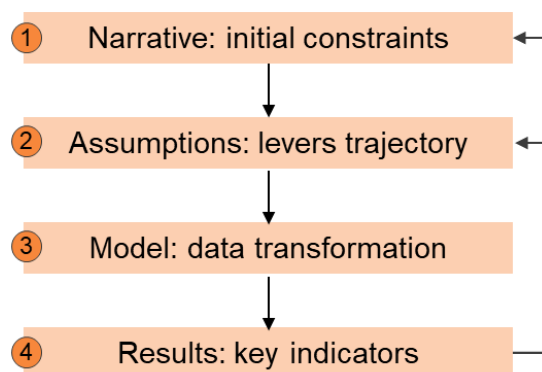 1 Narrative: initial constraints
2 Assumptions: levers trajectory
3 Model: data transformation
4 Results: key indicators